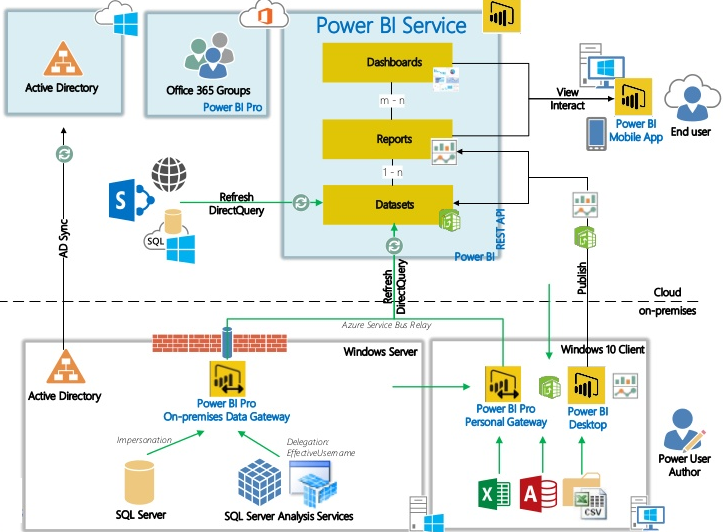 Power BI Service
Active Directory
Office 365 Groups
Power BI Pro
Dashboards
m - n
Reports
1 - n
Datasets
View
Interact
Power BI
Mobile App
End user
S
SQL
Refresh
DirectQuery
REST API
Power BI
AD Sync
Refresh
DirectQuery
Publish
Cloud
on-premises
Azure Service Bus Relay
Windows Server
Windows 10 Client
Active Directory
Power BI Pro
On-premises Data Gateway
Impersonation
Delegation:
EffectiveUsername
SQL Server
SQL Server Analysis Services
Power BI Pro
Personal Gateway
Power BI
Desktop
X
A
CSV
Power User
Author